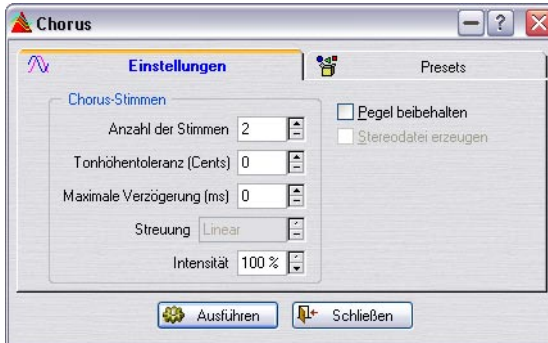 Chorus
Einstellungen
Presets
Chorus-Stimmen
Anzahl der Stimmen 2
Tonhöhentoleranz (Cents) 0
Maximale Verzögerung (ms) 0
Streuung Linear
Intensität 100 %
Pegel beibehalten
Stereodatei erzeugen
Ausführen
Schließen